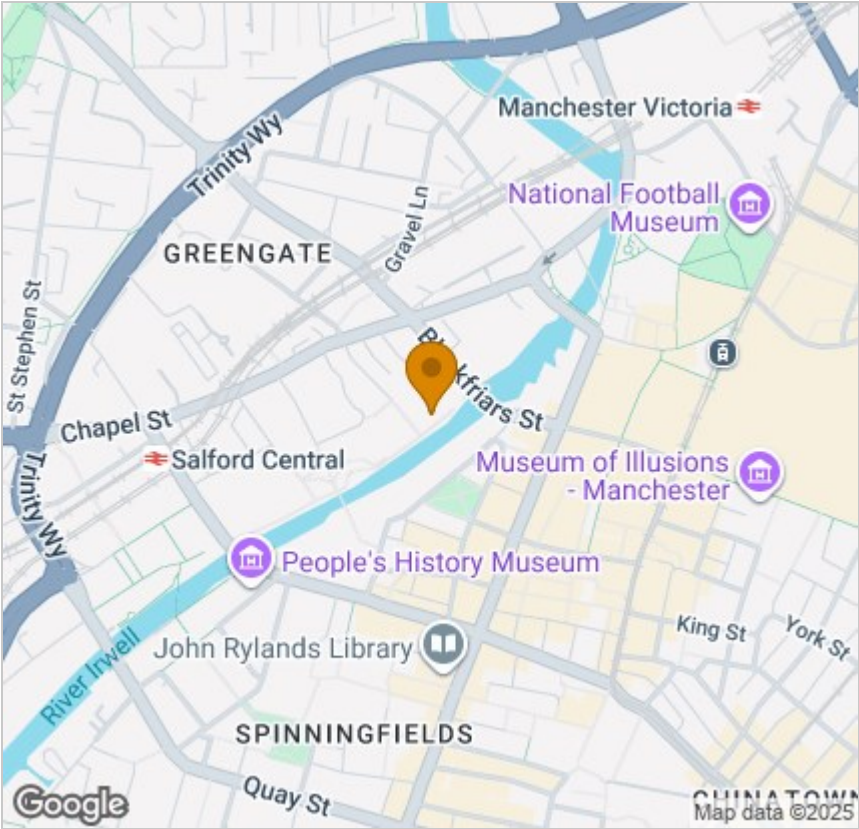 Manchester Victoria
Trinity Wy
National Football
Museum
Gravel Ln
GREENGATE
St Stephen St
Blackfriars St
Chapel St
Salford Central
Museum of Illusions
- Manchester
Trinity Wy
People's History Museum
King St
York St
John Rylands Library
River Irwell
SPINNINGFIELDS
Quay St
CHINATOWN
Google
Map data ©2025